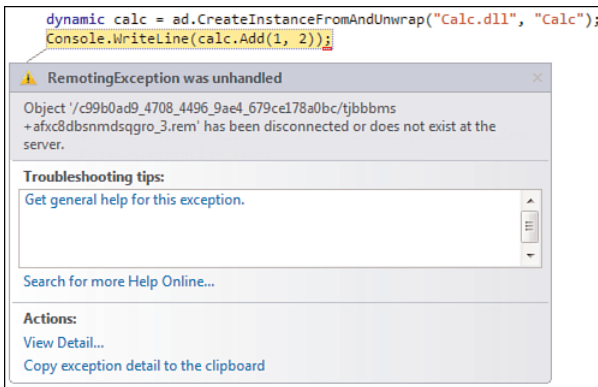 dynamic calc = ad.CreateInstanceFromAndUnwrap("Calc.dll", "Calc");
Console.WriteLine(calc.Add(1, 2));
RemotingException was unhandled
Object '/c99b0ad9_4708_4496_9ae4_679ce178a0bc/tjbbbms
+afxc8dbsnmdsqgro_3.rem' has been disconnected or does not exist at the
server.
Troubleshooting tips:
Get general help for this exception.
Search for more Help Online...
Actions:
View Detail...
Copy exception detail to the clipboard